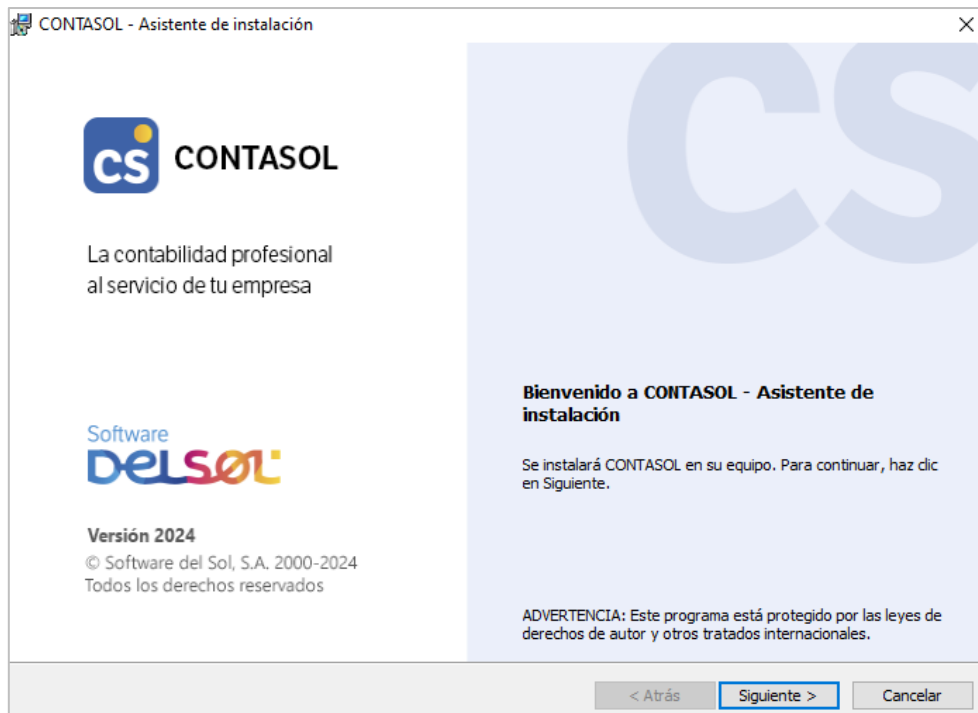 CONTASOL - Asistente de instalación
cs CONTASOL
CS
La contabilidad profesional
al servicio de tu empresa
Bienvenido a CONTASOL - Asistente de
instalación
Software
DELSOL
Se instalará CONTASOL en su equipo. Para continuar, haz clic
en Siguiente.
Versión 2024
© Software del Sol, S.A. 2000-2024
Todos los derechos reservados
ADVERTENCIA: Este programa está protegido por las leyes de
derechos de autor y otros tratados internacionales.
< Atrás
Siguiente >
Cancelar